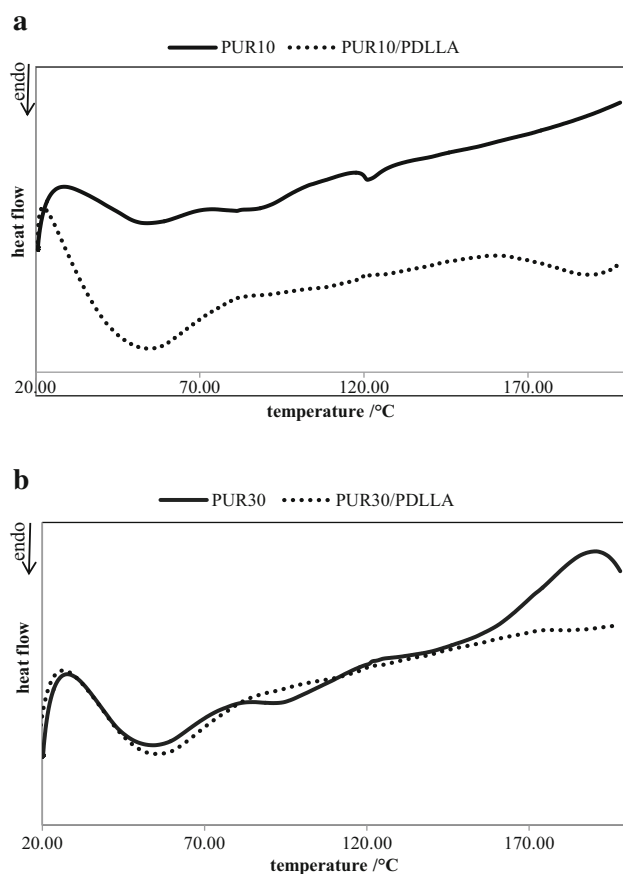 a
PUR10 PUR10/PDLLA
endo
heat flow
20.00 70.00 120.00 170.00
temperature /°C
b
PUR30 PUR30/PDLLA
endo
heat flow
20.00 70.00 120.00 170.00
temperature /°C